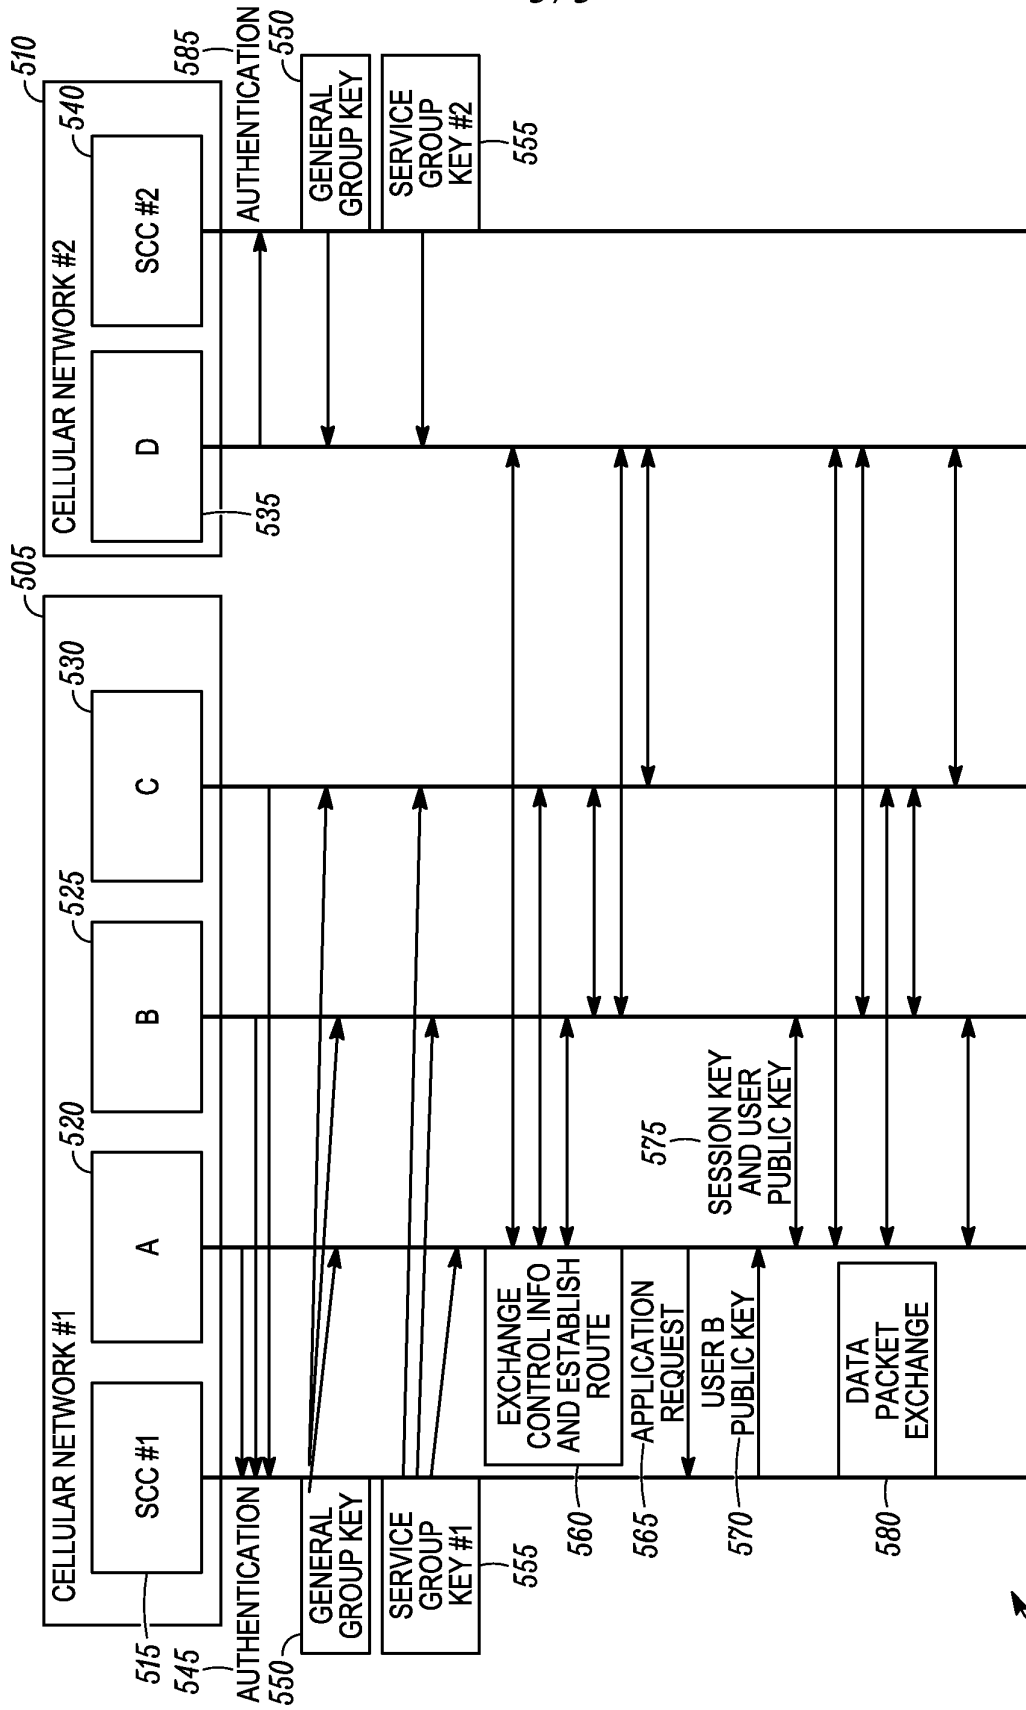 CELLULAR NETWORK #1
505
SCC #1
515
A
520
B
525
C
530
CELLULAR NETWORK #2
510
D
535
SCC #2
540
545
AUTHENTICATION
585
AUTHENTICATION
550
GENERAL
GROUP KEY
GENERAL
GROUP KEY
550
SERVICE
GROUP
KEY #1
555
SERVICE
GROUP
KEY #2
555
EXCHANGE
CONTROL INFO
AND ESTABLISH
ROUTE
560
APPLICATION
REQUEST
565
USER B
PUBLIC KEY
570
575
SESSION KEY
AND USER
PUBLIC KEY
DATA
PACKET
EXCHANGE
580